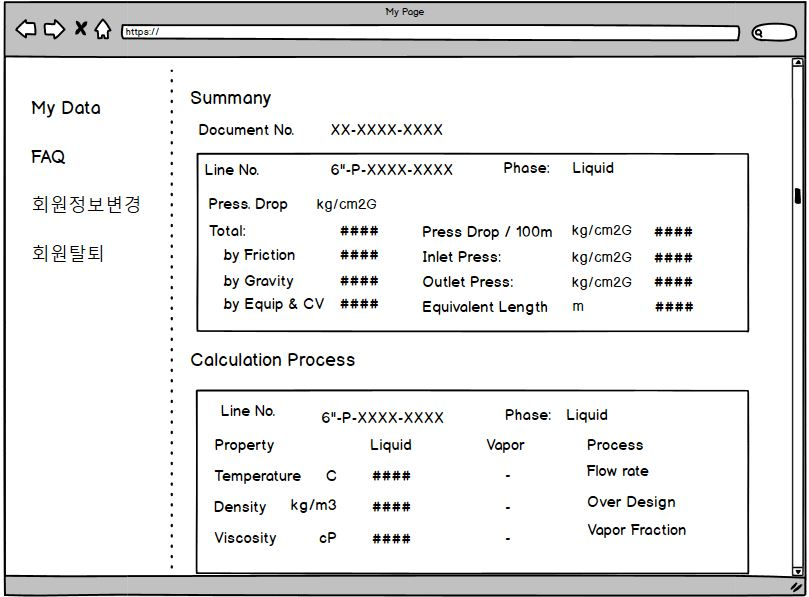 My Page
https://
My Data
FAQ
회원정보변경
회원탈퇴
Summany
Document No. XX-XXXX-XXXX
Line No. 6"-P-XXXX-XXXX Phase: Liquid
Press. Drop kg/cm2G
Total: #### Press Drop / 100m kg/cm2G ####
by Friction #### Inlet Press: kg/cm2G ####
by Gravity #### Outlet Press: kg/cm2G ####
by Equip & CV #### Equivalent Length m ####
Calculation Process
Line No. 6"-P-XXXX-XXXX Phase: Liquid
Property Liquid Vapor Process
Temperature C #### - Flow rate
Density kg/m3 #### - Over Design
Viscosity cP #### - Vapor Fraction